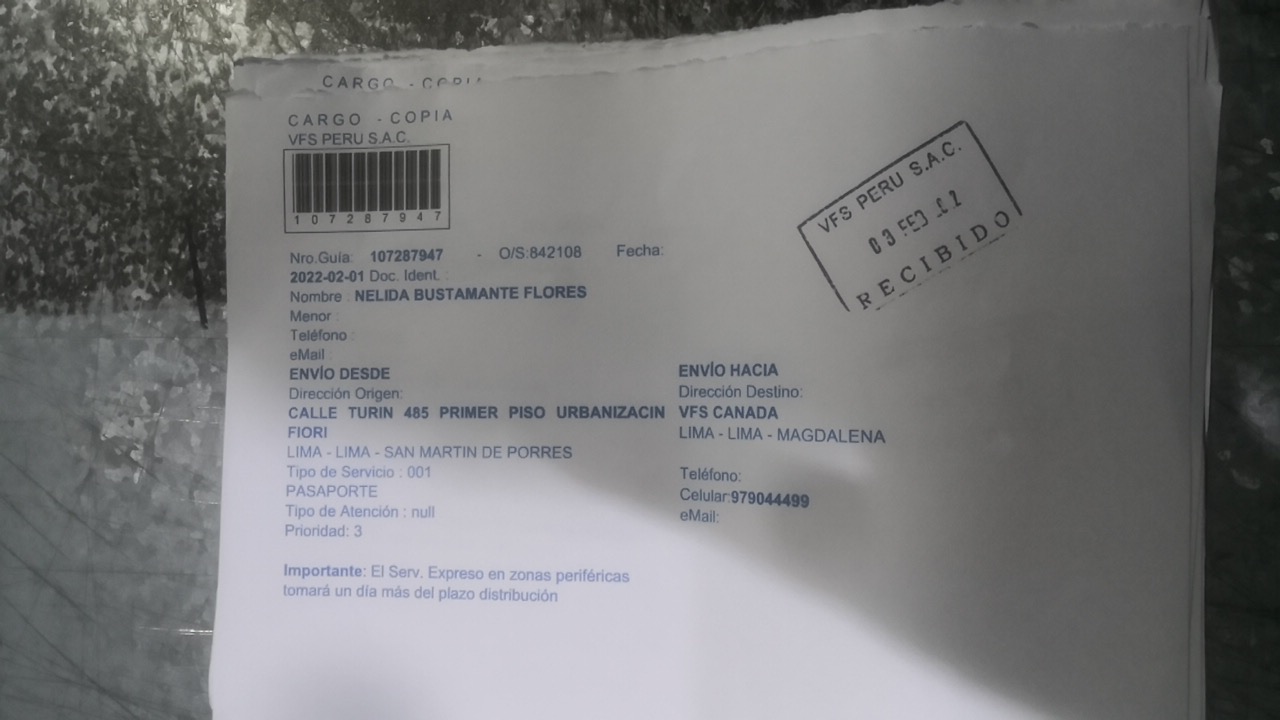 CARGO - COPIA
CARGO - COPIA
VFS PERU S.A.C.
107287947
Nro.Guía: 107287947 - O/S:842108 Fecha:
2022-02-01 Doc. Ident. :
Nombre : NELIDA BUSTAMANTE FLORES
Menor :
Teléfono :
eMail :
ENVÍO DESDE
Dirección Origen:
CALLE TURIN 485 PRIMER PISO URBANIZACIN
FIORI
LIMA - LIMA - SAN MARTIN DE PORRES
Tipo de Servicio : 001
PASAPORTE
Tipo de Atención : null
Prioridad: 3
Importante: El Serv. Expreso en zonas periféricas
tomará un día más del plazo distribución
ENVÍO HACIA
Dirección Destino:
VFS CANADA
LIMA - LIMA - MAGDALENA
Teléfono:
Celular:979044499
eMail:
VFS PERU S.A.C.
03
RECIBIDO